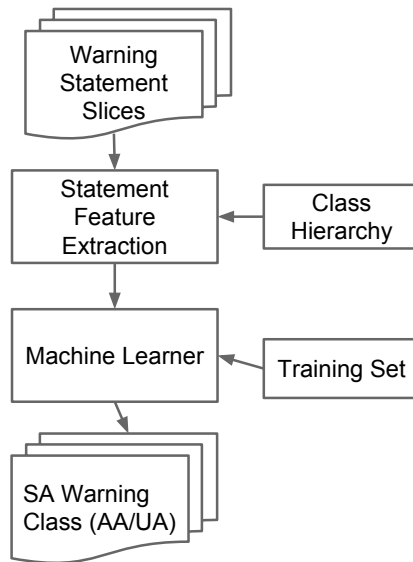 Warning
Statement
Slices
Statement
Feature
Extraction
Class
Hierarchy
Machine Learner
Training Set
SA Warning
Class (AA/UA)